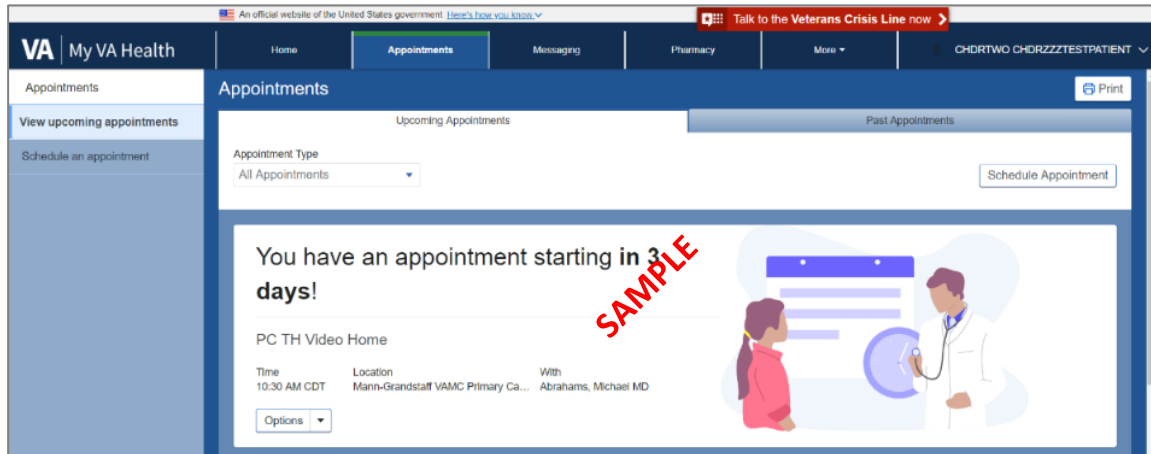 An official website of the United States government Here's how you know
Talk to the Veterans Crisis Line now
VA My VA Health
Home
Appointments
Messaging
Pharmacy
More
CHDRTWO CHDRZZZTESTPATIENT
Appointments
View upcoming appointments
Schedule an appointment
Appointments
Print
Upcoming Appointments
Past Appointments
Appointment Type
All Appointments
Schedule Appointment
You have an appointment starting in 3
days!
SAMPLE
PC TH Video Home
Time Location With
10:30 AM CDT Mann-Grandstaff VAMC Primary Ca... Abrahams, Michael MD
Options